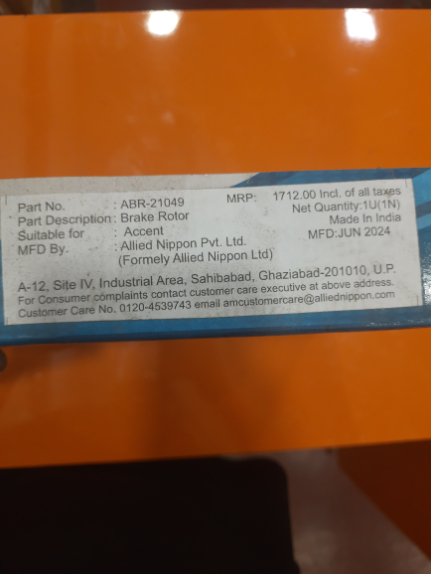 Part No. : ABR-21049 MRP: 1712.00 Incl. of all taxes
Part Description : Brake Rotor Net Quantity:1U(1N)
Suitable for : Accent Made In India
MFD By. : Allied Nippon Pvt. Ltd. MFD:JUN 2024
(Formely Allied Nippon Ltd)
A-12, Site IV, Industrial Area, Sahibabad, Ghaziabad-201010, U.P.
For Consumer complaints contact customer care executive at above address.
Customer Care No. 0120-4539743 email amcustomercare@alliednippon.com